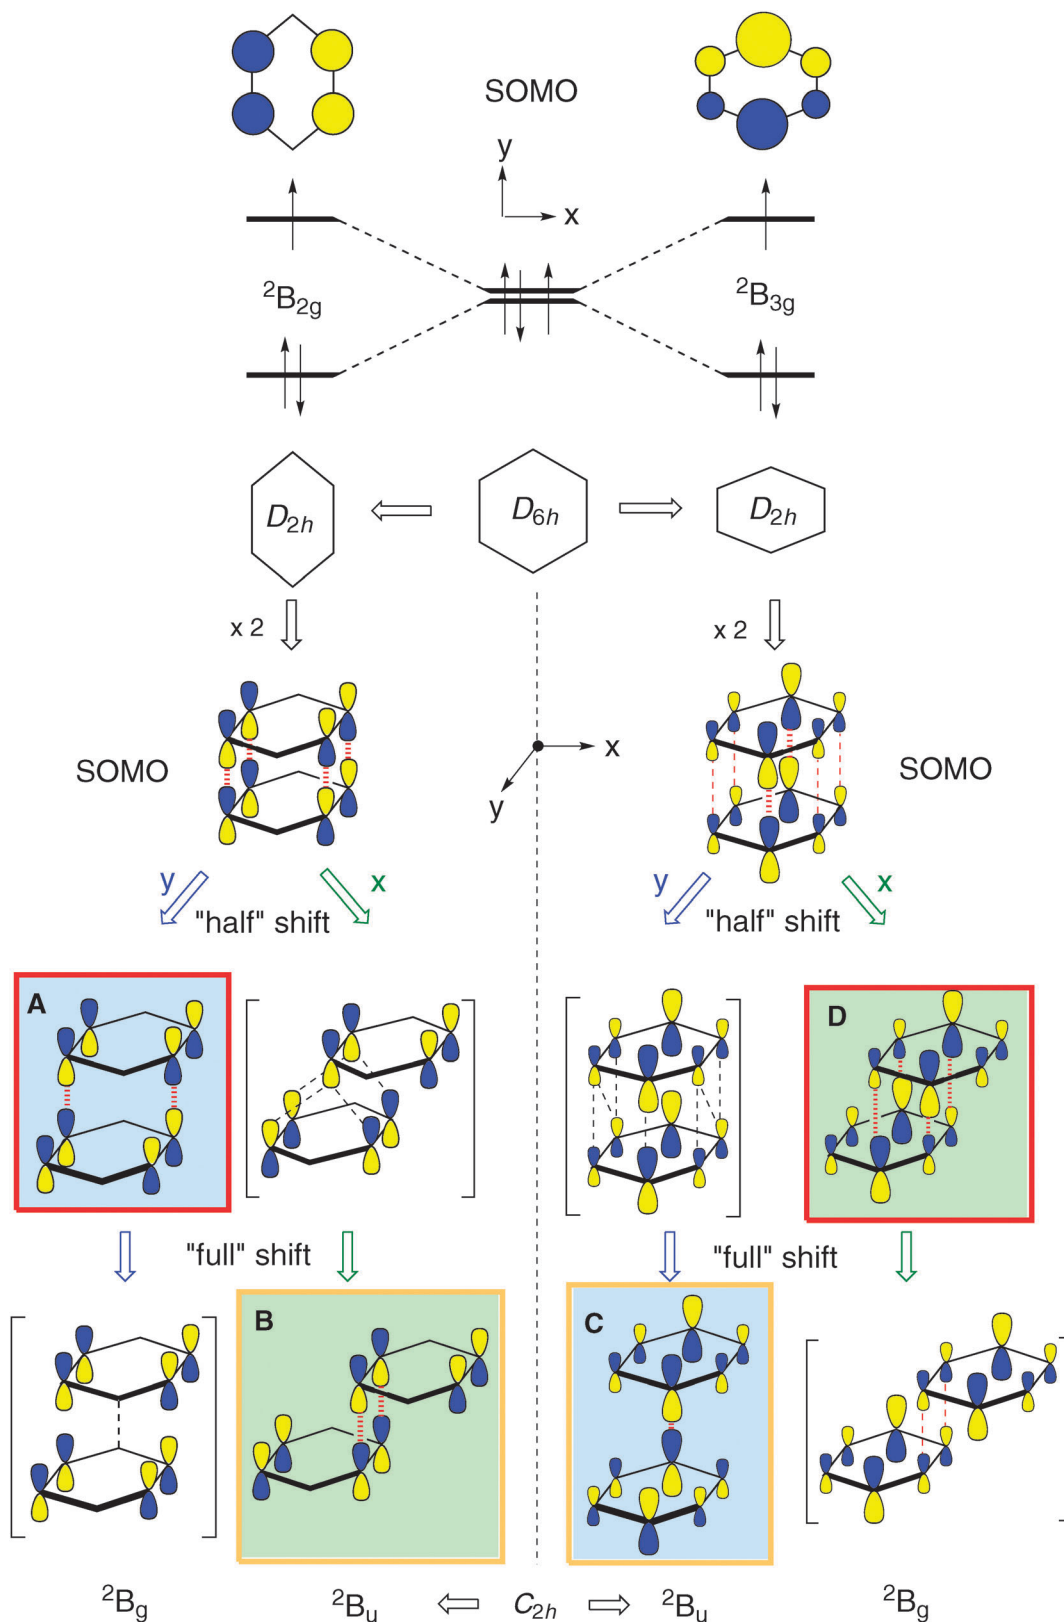 SOMO
y
x
²B₂g
²B₃g
D₂h
D₆h
D₂h
x 2
x 2
SOMO
x
y
SOMO
y
x
"half" shift
y
x
"half" shift
A
D
"full" shift
"full" shift
B
C
²Bg
²Bu
C₂h
²Bu
²Bg